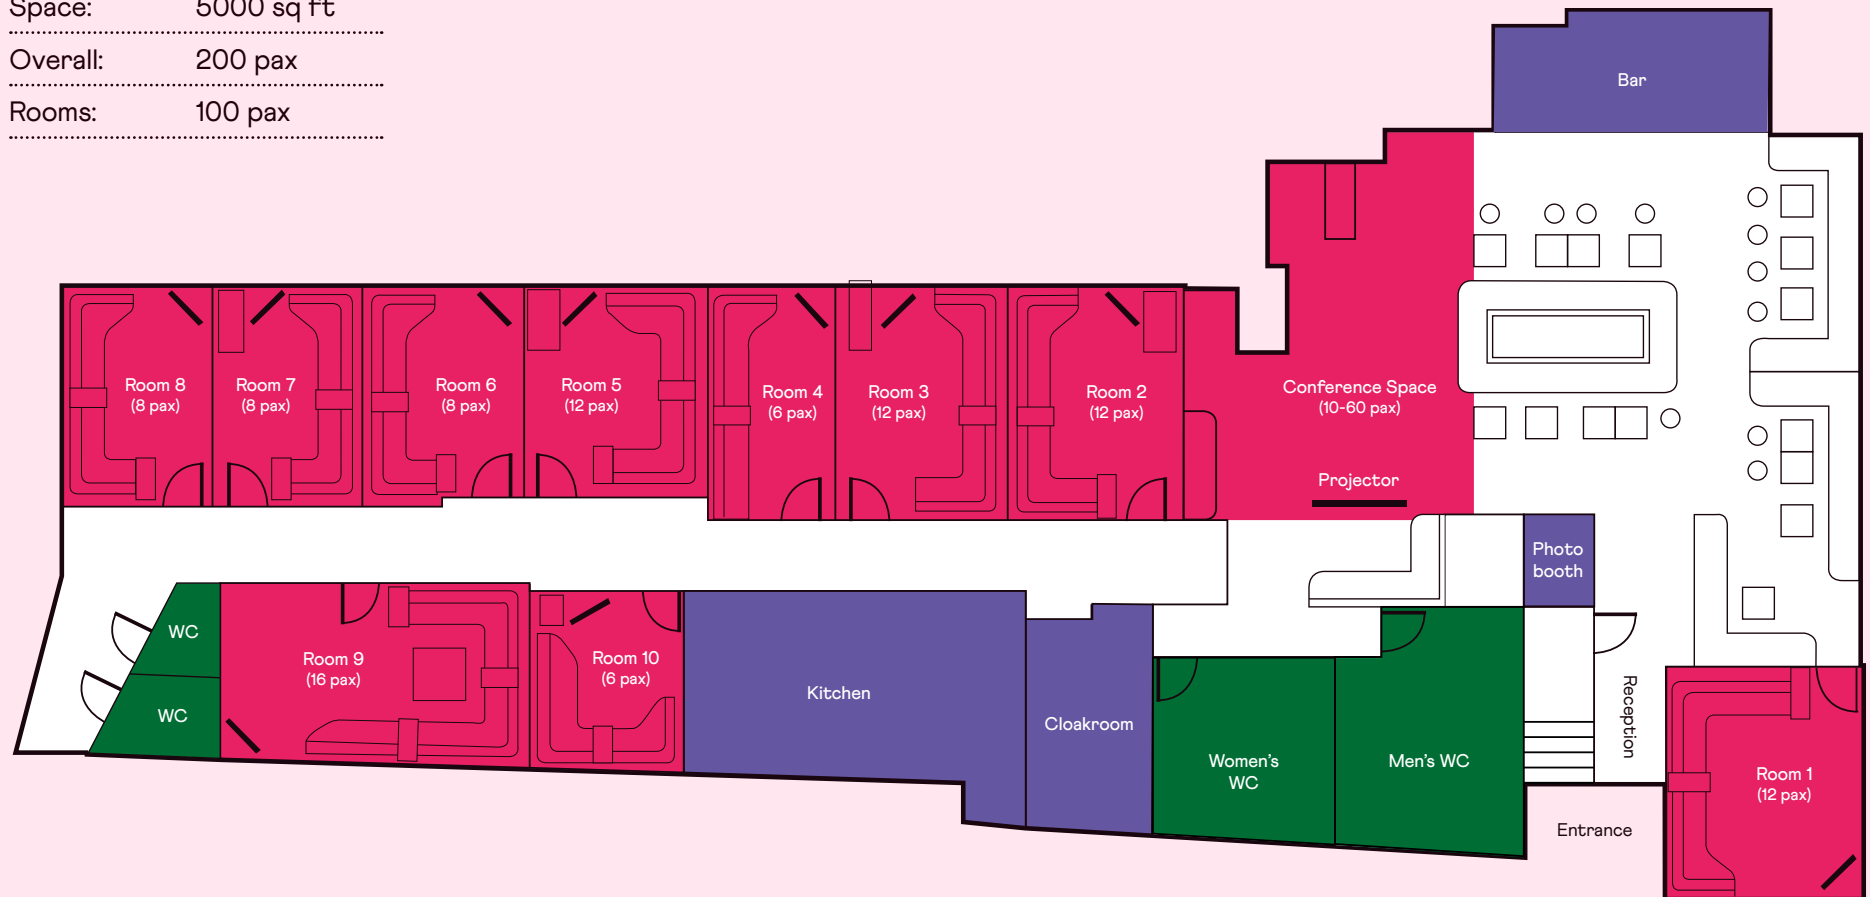 Space: 5000 sq ft
Overall: 200 pax
Rooms: 100 pax
Bar
Room 8
(8 pax)
Room 7
(8 pax)
Room 6
(8 pax)
Room 5
(12 pax)
Room 4
(6 pax)
Room 3
(12 pax)
Room 2
(12 pax)
Conference Space
(10-60 pax)
Projector
Photo
booth
WC
WC
Room 9
(16 pax)
Room 10
(6 pax)
Kitchen
Cloakroom
Women's
WC
Men's WC
Reception
Room 1
(12 pax)
Entrance